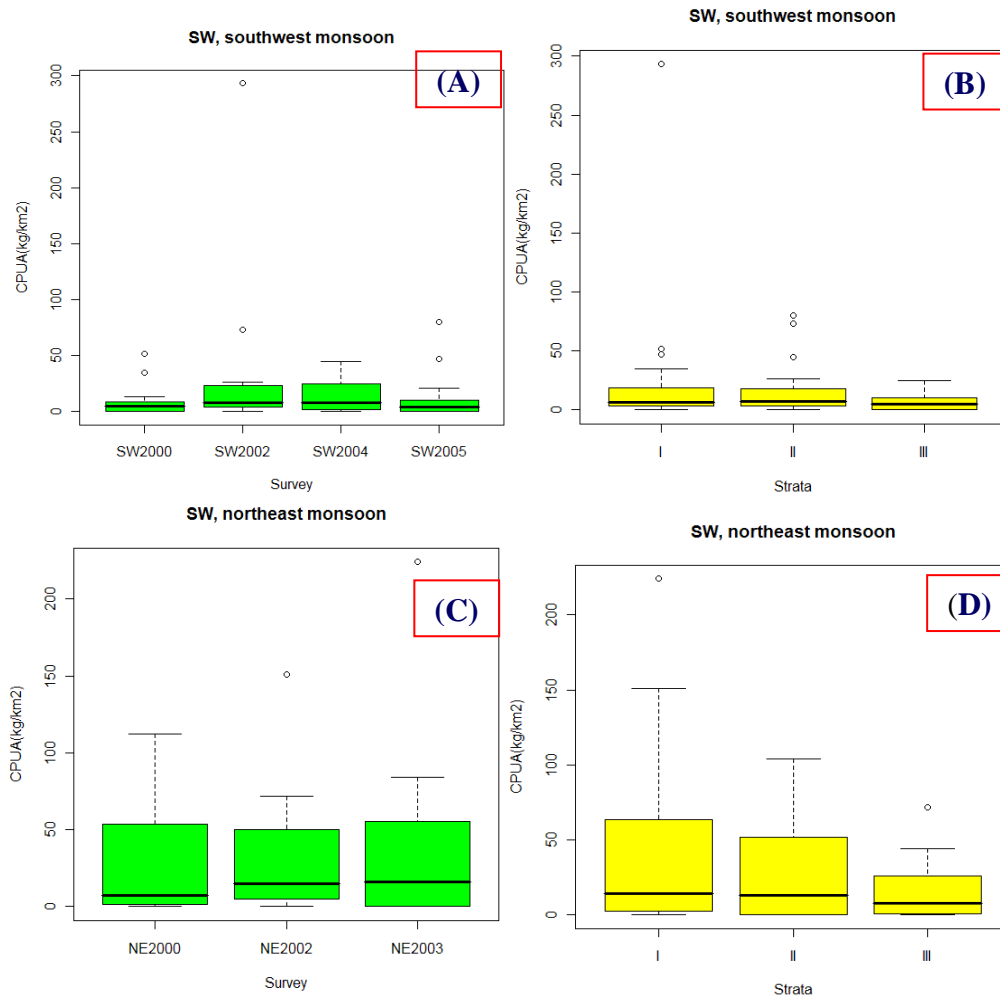 SW, southwest monsoon
(A)
300
250
200
150
100
50
0
CPUA(kg/km2)
SW2000 SW2002 SW2004 SW2005
Survey
SW, southwest monsoon
(B)
300
250
200
150
100
50
0
CPUA(kg/km2)
I II III
Strata
SW, northeast monsoon
(C)
200
150
100
50
0
CPUA(kg/km2)
NE2000 NE2002 NE2003
Survey
SW, northeast monsoon
(D)
200
150
100
50
0
CPUA(kg/km2)
I II III
Strata